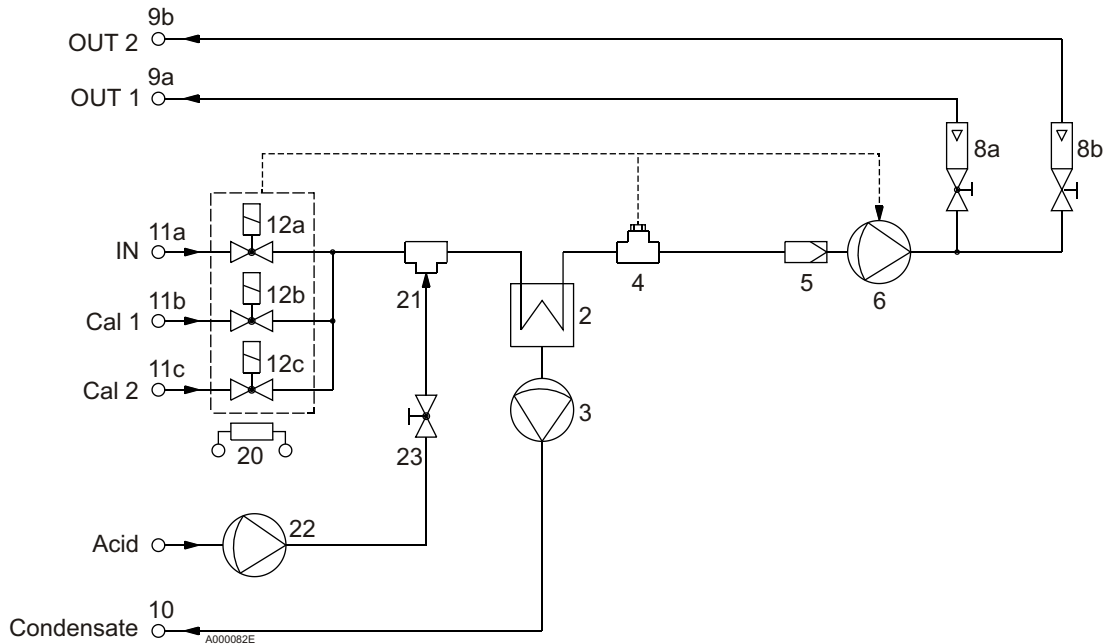 9b
OUT 2
9a
OUT 1
8a
8b
11a
IN
12a
11b
Cal 1
12b
11c
Cal 2
12c
21
2
4
5
6
3
20
23
22
Acid
10
Condensate
A000082E